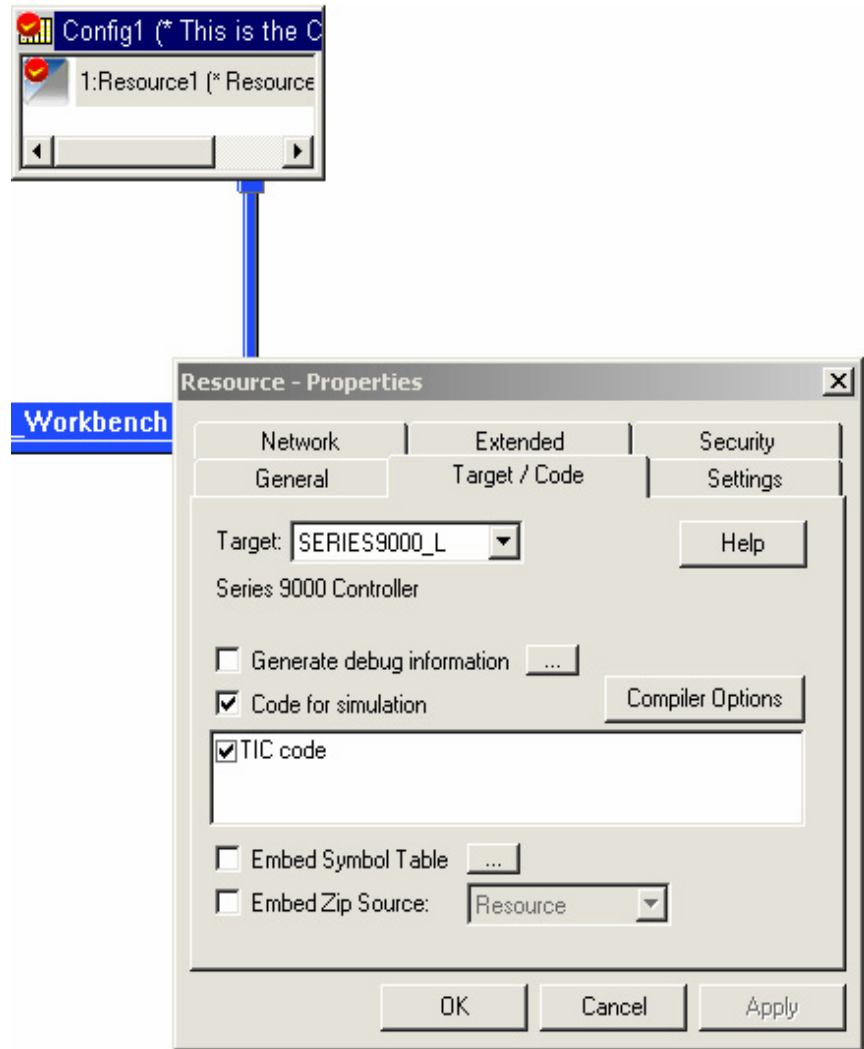 Config1 (* This is the C
1:Resource1 (* Resource
_Workbench
Resource - Properties
Network Extended Security
General Target / Code Settings
Target: SERIES9000_L Help
Series 9000 Controller
Generate debug information ...
Code for simulation Compiler Options
TIC code
Embed Symbol Table ...
Embed Zip Source: Resource
OK Cancel Apply